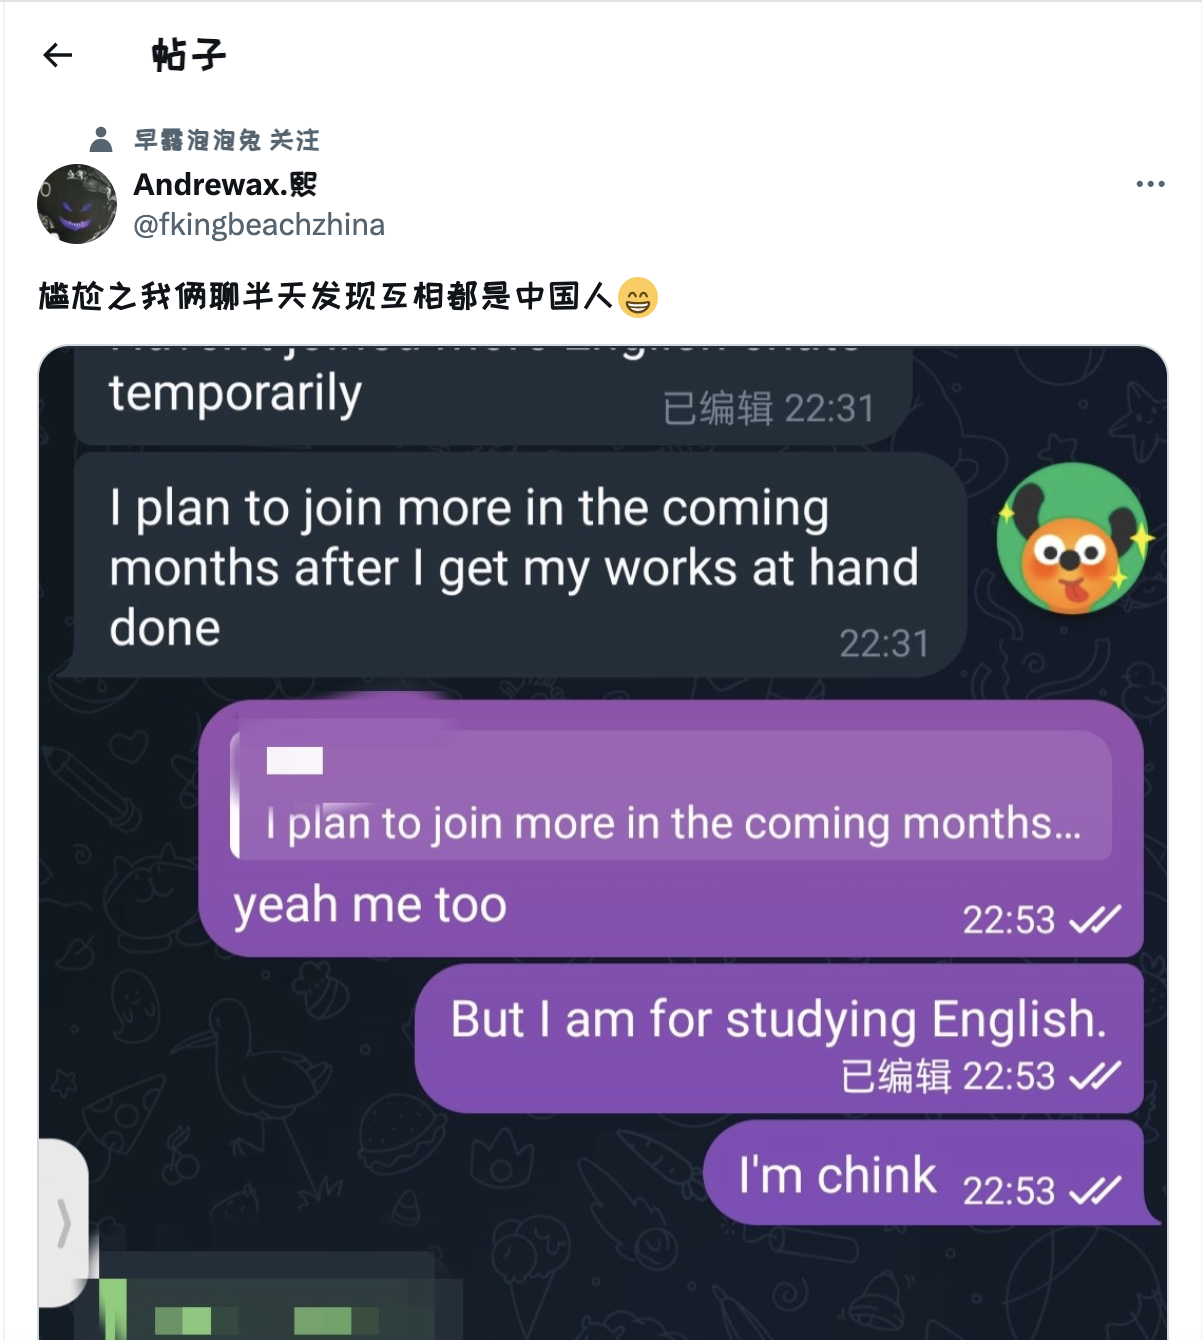 帖子
早露泡泡兔 关注
Andrewax.熙
@fkingbeachzhina
尴尬之我俩聊半天发现互相都是中国人😁
temporarily
已编辑 22:31
I plan to join more in the coming
months after I get my works at hand
done
22:31
I plan to join more in the coming months...
yeah me too
22:53
But I am for studying English.
已编辑 22:53
I'm chink 22:53